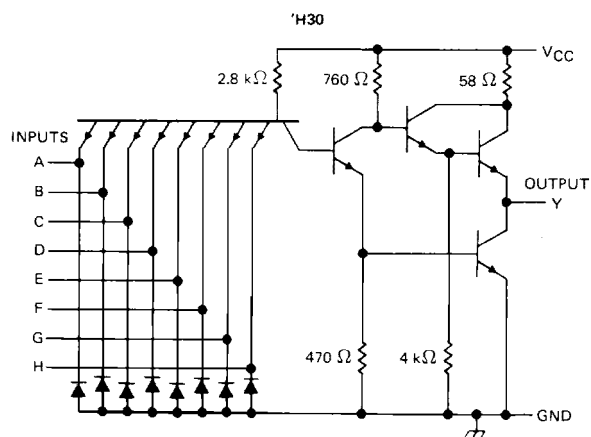 'H30
VCC
2.8 kΩ
760 Ω
58 Ω
INPUTS
A
B
C
D
E
F
G
H
OUTPUT
Y
470 Ω
4 kΩ
GND